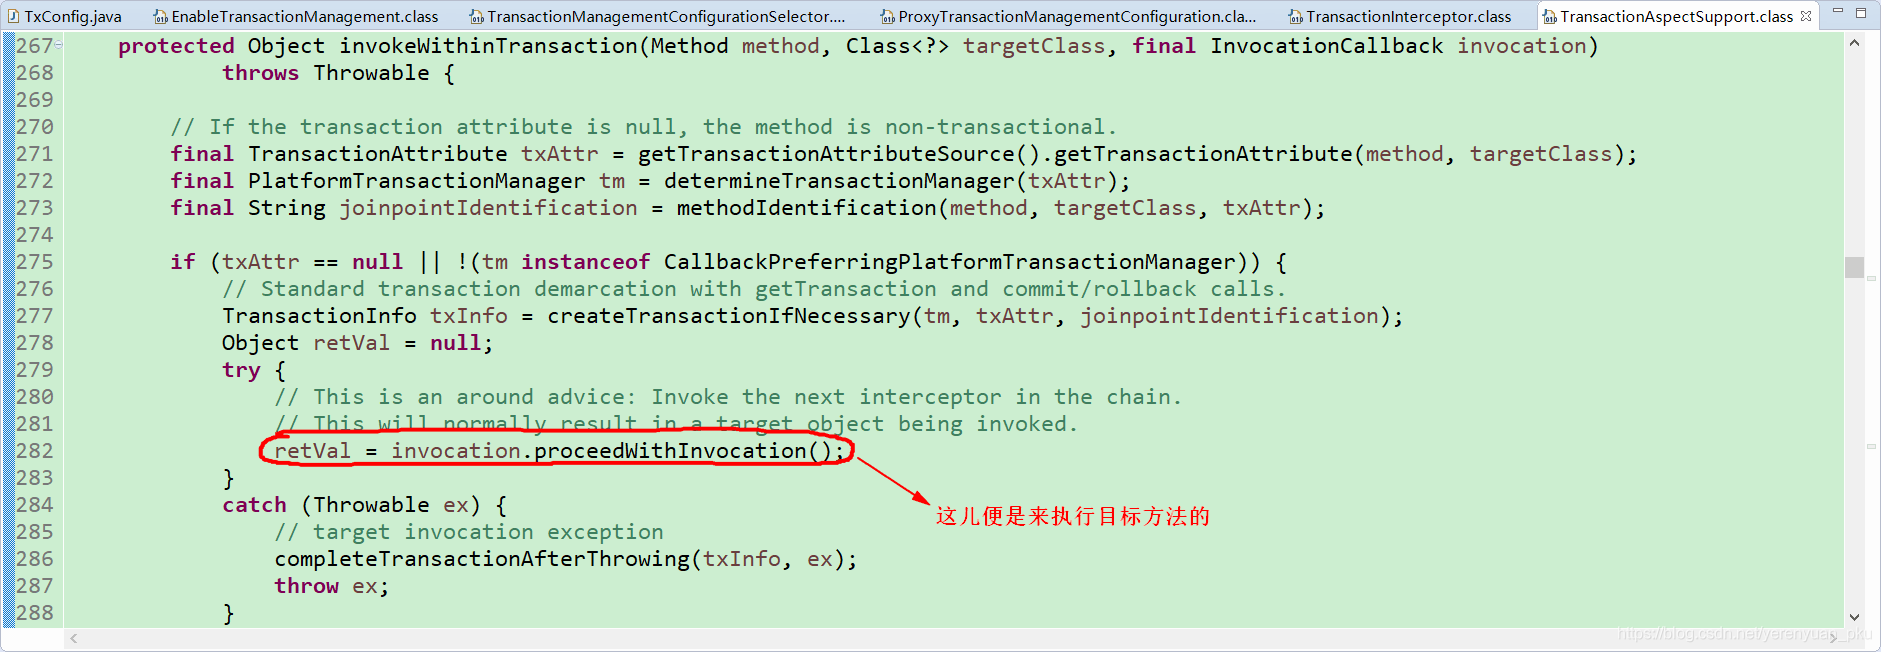 TxConfig.java EnableTransactionManagement.class TransactionManagementConfigurationSelector.... ProxyTransactionManagementConfiguration.cla... TransactionInterceptor.class TransactionAspectSupport.class
267 protected Object invokeWithinTransaction(Method method, Class<?> targetClass, final InvocationCallback invocation)
268 throws Throwable {
269
270 // If the transaction attribute is null, the method is non-transactional.
271 final TransactionAttribute txAttr = getTransactionAttributeSource().getTransactionAttribute(method, targetClass);
272 final PlatformTransactionManager tm = determineTransactionManager(txAttr);
273 final String joinpointIdentification = methodIdentification(method, targetClass, txAttr);
274
275 if (txAttr == null || !(tm instanceof CallbackPreferringPlatformTransactionManager)) {
276 // Standard transaction demarcation with getTransaction and commit/rollback calls.
277 TransactionInfo txInfo = createTransactionIfNecessary(tm, txAttr, joinpointIdentification);
278 Object retVal = null;
279 try {
280 // This is an around advice: Invoke the next interceptor in the chain.
281 // This will normally result in a target object being invoked.
282 retVal = invocation.proceedWithInvocation();
283 }
284 catch (Throwable ex) {
这儿便是来执行目标方法的
285 // target invocation exception
286 completeTransactionAfterThrowing(txInfo, ex);
287 throw ex;
288 }
https://blog.csdn.net/yerenyuan_pku